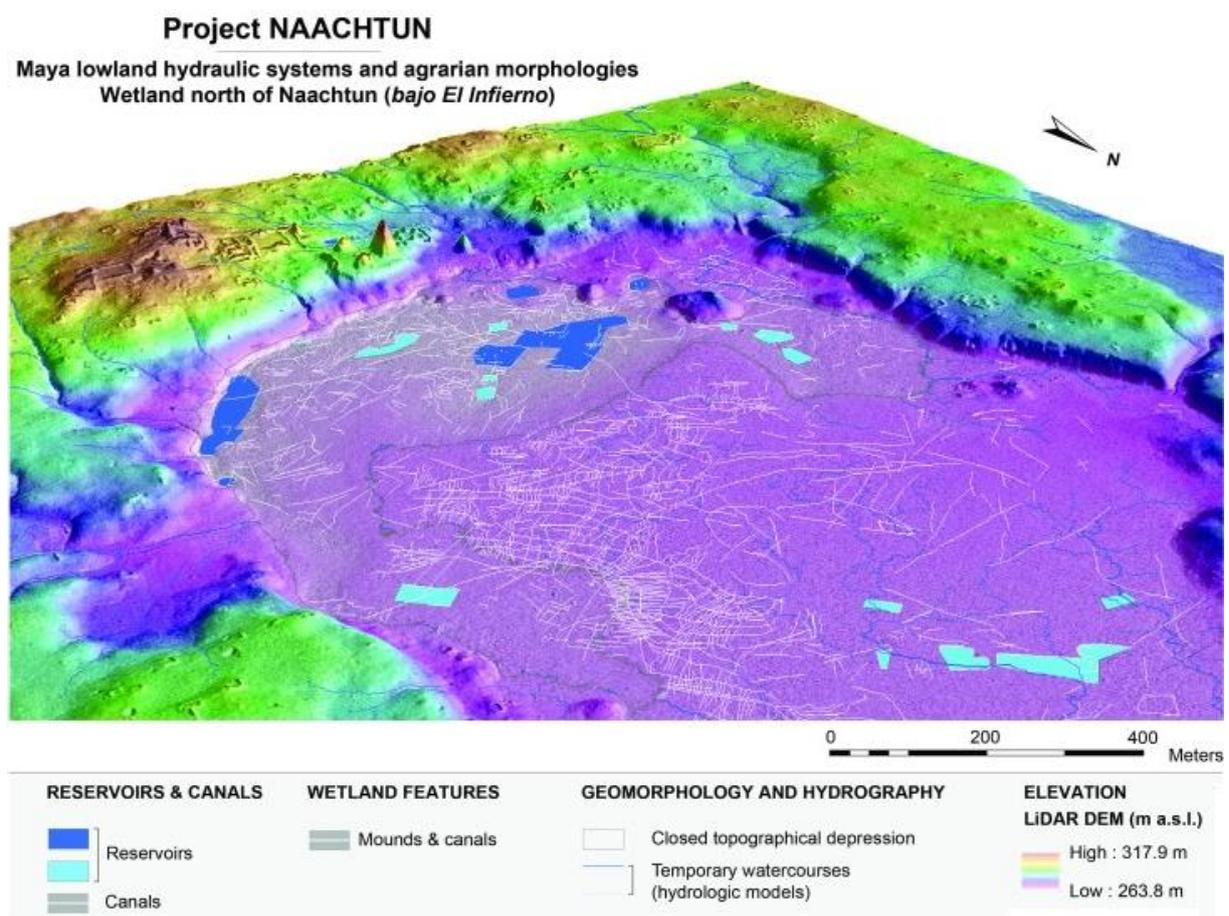 Project NAACHTUN
Maya lowland hydraulic systems and agrarian morphologies
Wetland north of Naachtun (bajo El Infierno)
N
0 200 400
Meters
RESERVOIRS & CANALS
Reservoirs
Canals
WETLAND FEATURES
Mounds & canals
GEOMORPHOLOGY AND HYDROGRAPHY
Closed topographical depression
Temporary watercourses
(hydrologic models)
ELEVATION
LiDAR DEM (m a.s.l.)
High : 317.9 m
Low : 263.8 m